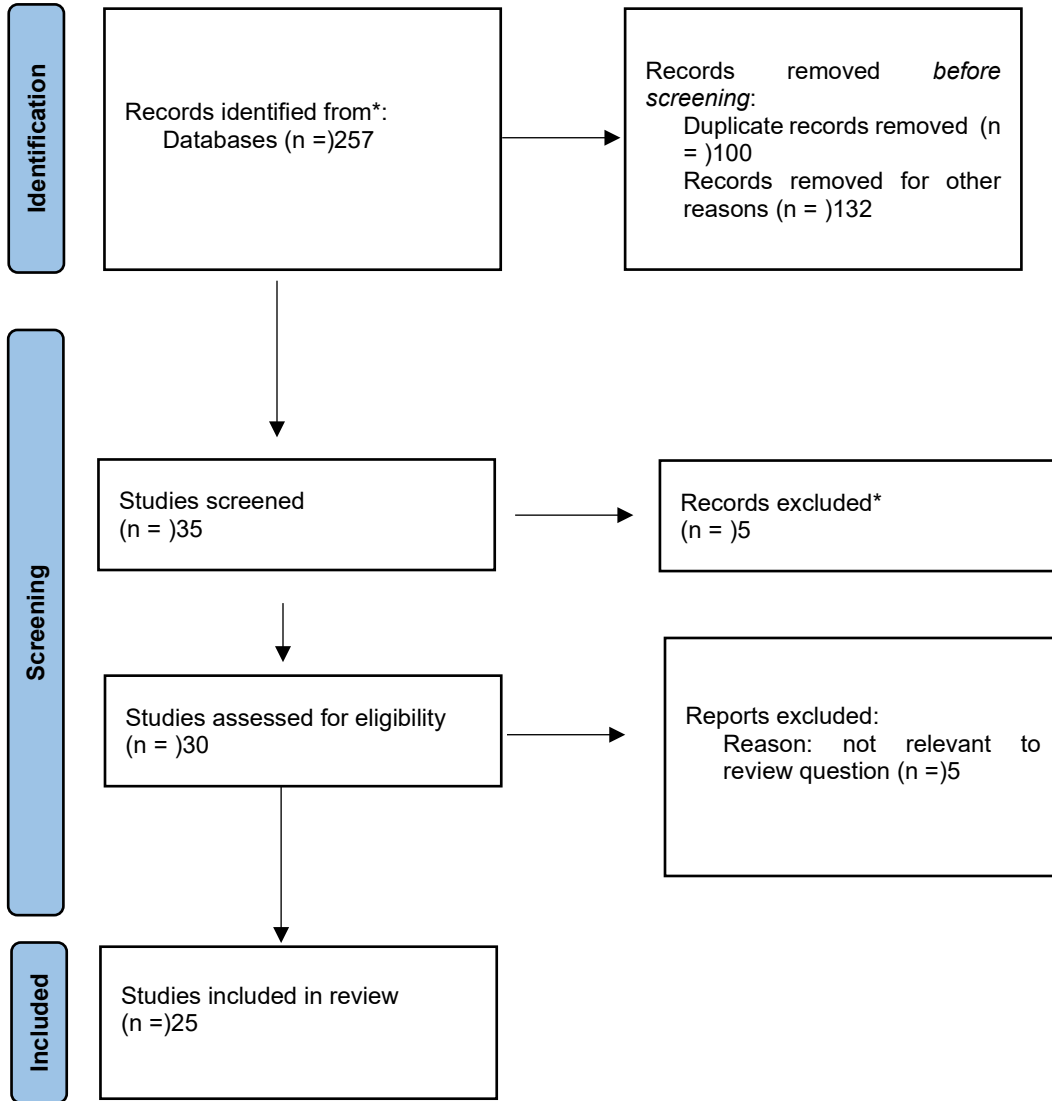 Identification
Records identified from*:
Databases (n =)257
Records removed before
screening:
Duplicate records removed (n
= )100
Records removed for other
reasons (n = )132
Screening
Studies screened
(n = )35
Records excluded*
(n = )5
Studies assessed for eligibility
(n = )30
Reports excluded:
Reason: not relevant to
review question (n =)5
Included
Studies included in review
(n =)25